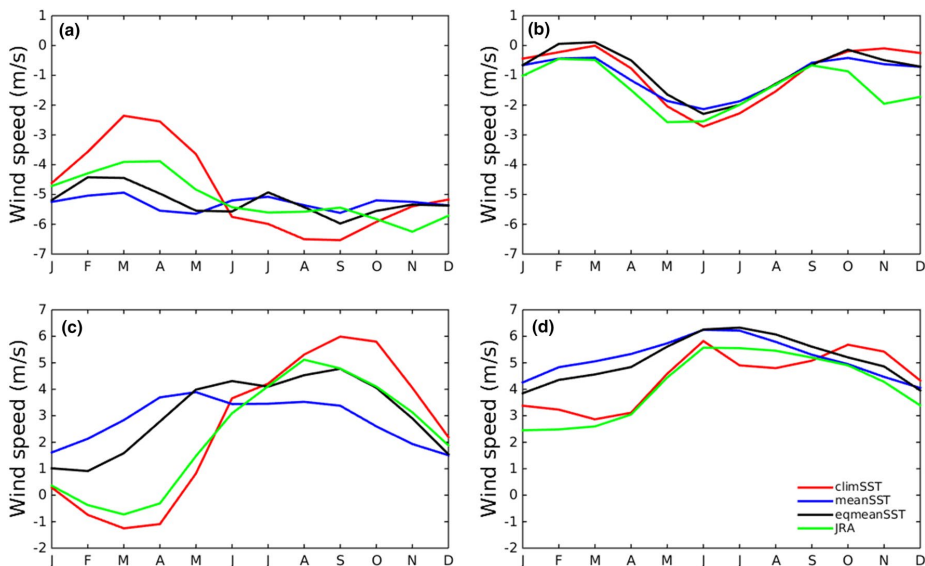 (a)
Wind speed (m/s)
1
0
-1
-2
-3
-4
-5
-6
-7
J F M A M J J A S O N D
(b)
Wind speed (m/s)
1
0
-1
-2
-3
-4
-5
-6
-7
J F M A M J J A S O N D
(c)
Wind speed (m/s)
7
6
5
4
3
2
1
0
-1
-2
J F M A M J J A S O N D
(d)
Wind speed (m/s)
7
6
5
4
3
2
1
0
-1
-2
climSST
meanSST
eqmeanSST
JRA
J F M A M J J A S O N D